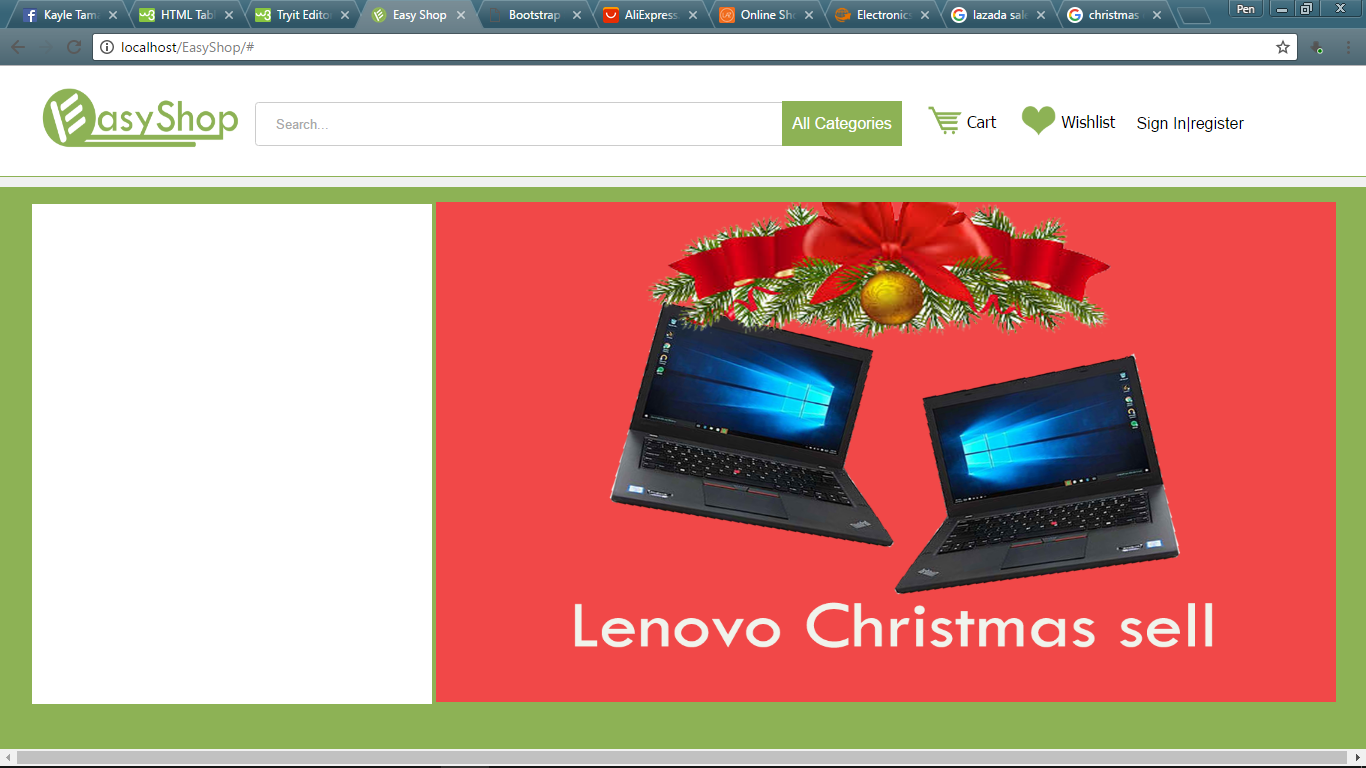 Pen
Kayle Tam
HTML Tab
Tryit Edito
Easy Shop
Bootstrap
AliExpress
Online Sh
Electronics
lazada sal
christmas
localhost/EasyShop/#
EasyShop
Search...
All Categories
Cart
Wishlist
Sign In|register
Lenovo Christmas sell